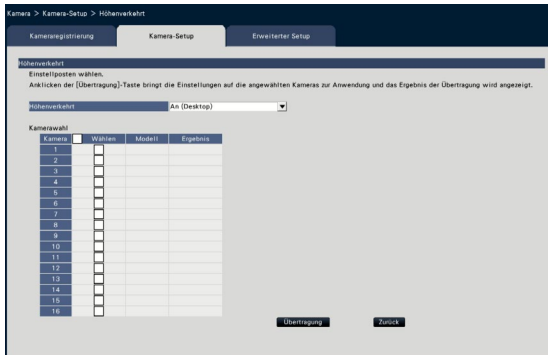 Kamera > Kamera-Setup > Höhenverkehrt
Kameraregistrierung Kamera-Setup Erweiterter Setup
Höhenverkehrt
Einstellposten wählen.
Anklicken der [Übertragung]-Taste bringt die Einstellungen auf die angewählten Kameras zur Anwendung und das Ergebnis der Übertragung wird angezeigt.
Höhenverkehrt An (Desktop)
Kamerawahl
Kamera Wählen Modell Ergebnis
1
2
3
4
5
6
7
8
9
10
11
12
13
14
15
16
Übertragung Zurück